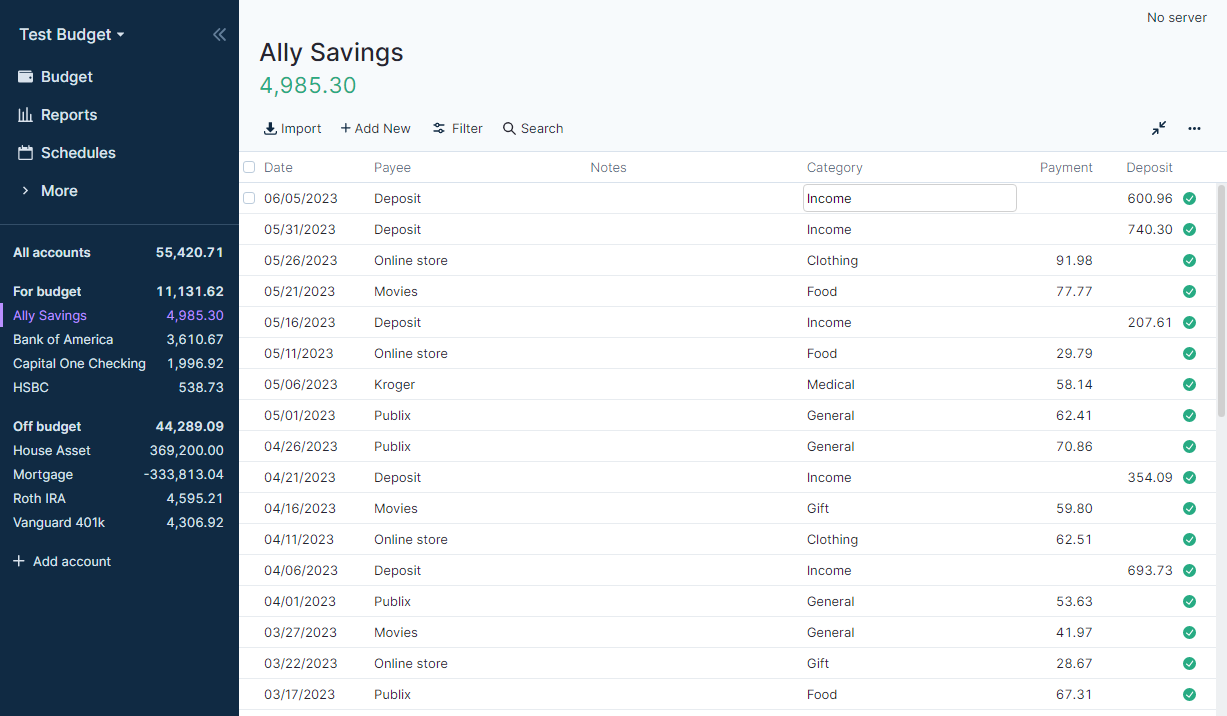 No server
Test Budget
Budget
Reports
Schedules
More
All accounts 55,420.71
For budget 11,131.62
Ally Savings 4,985.30
Bank of America 3,610.67
Capital One Checking 1,996.92
HSBC 538.73
Off budget 44,289.09
House Asset 369,200.00
Mortgage -333,813.04
Roth IRA 4,595.21
Vanguard 401k 4,306.92
Add account
Ally Savings
4,985.30
Import Add New Filter Search
Date Payee Notes Category Payment Deposit
06/05/2023 Deposit Income 600.96
05/31/2023 Deposit Income 740.30
05/26/2023 Online store Clothing 91.98
05/21/2023 Movies Food 77.77
05/16/2023 Deposit Income 207.61
05/11/2023 Online store Food 29.79
05/06/2023 Kroger Medical 58.14
05/01/2023 Publix General 62.41
04/26/2023 Publix General 70.86
04/21/2023 Deposit Income 354.09
04/16/2023 Movies Gift 59.80
04/11/2023 Online store Clothing 62.51
04/06/2023 Deposit Income 693.73
04/01/2023 Publix General 53.63
03/27/2023 Movies General 41.97
03/22/2023 Online store Gift 28.67
03/17/2023 Publix Food 67.31